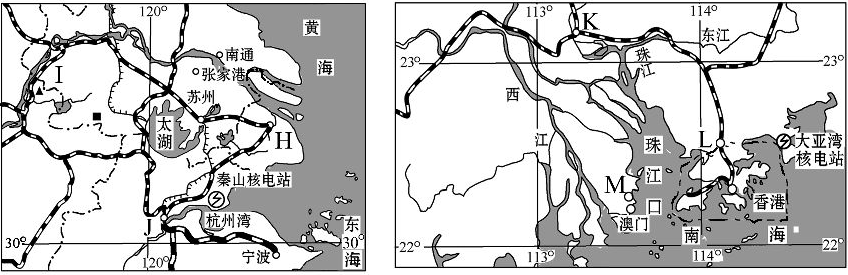 120°
黄
海
南通
张家港
I
苏州
太
湖
H
秦山核电站
J
杭州湾
30°
120°
宁波
东
30°
海
113°
K
114°
东江
23°
珠
江
23°
西
江
珠
江
口
L
大亚湾
核电站
M
澳门
香港
22°
113°
南
海
114°
22°